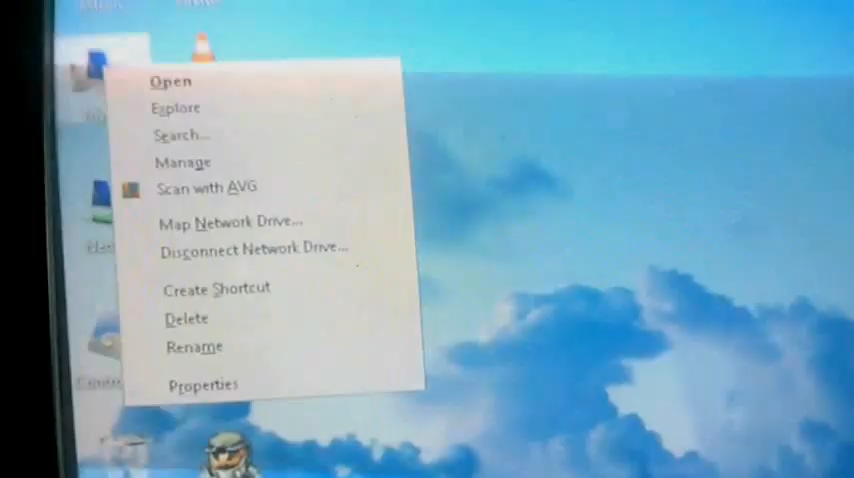 Open
Explore
Search...
Manage
Scan with AVG
Map Network Drive...
Disconnect Network Drive...
Create Shortcut
Delete
Rename
Properties